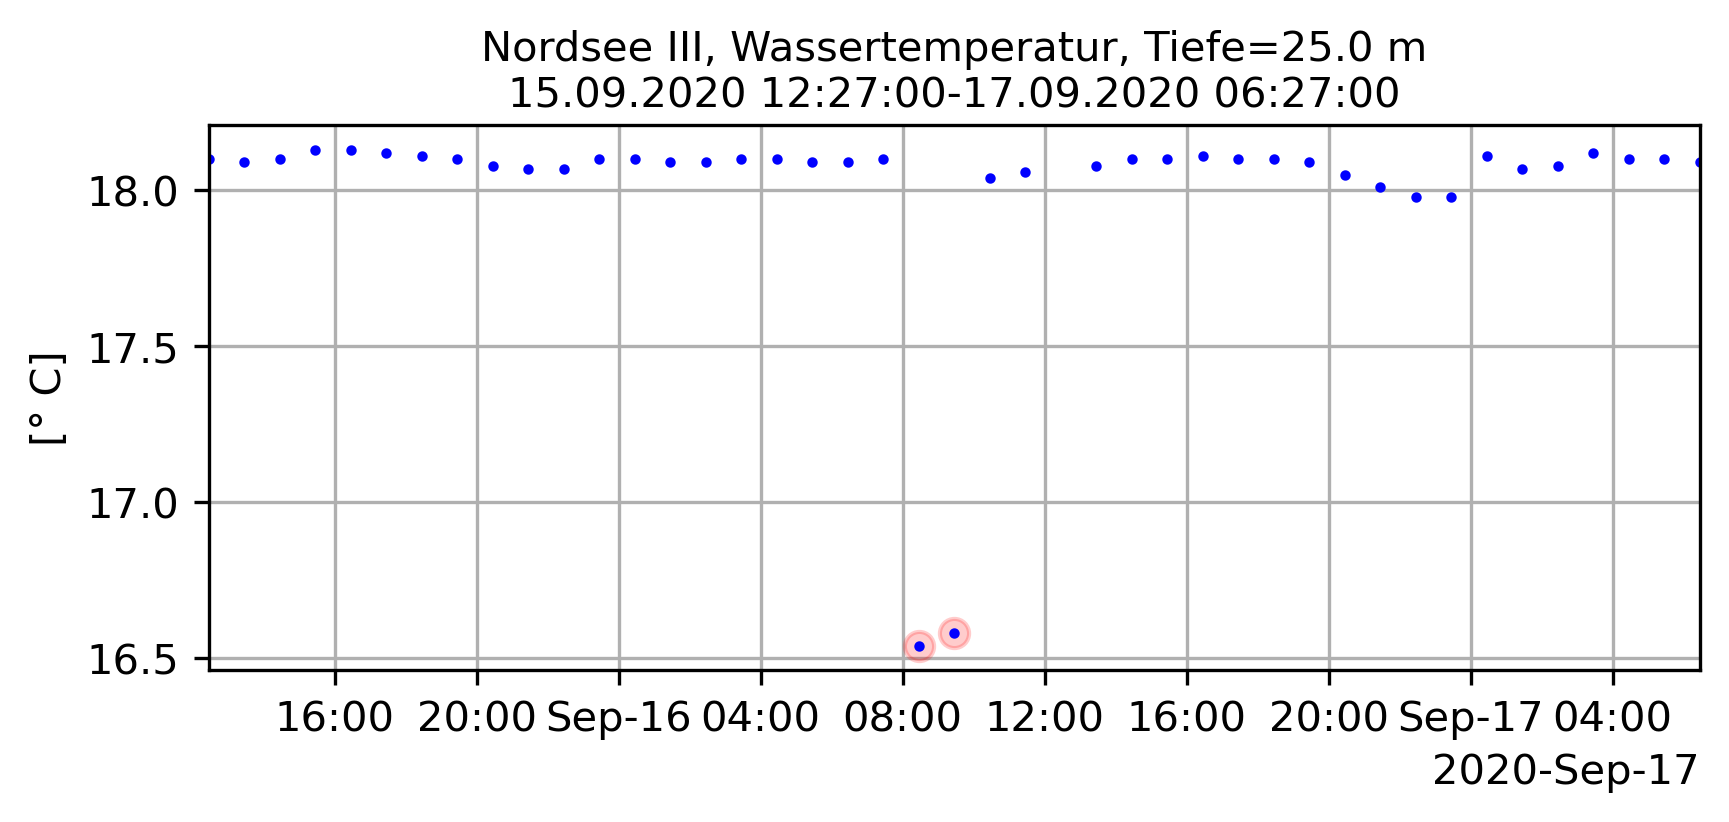 Nordsee III, Wassertemperatur, Tiefe=25.0 m
15.09.2020 12:27:00-17.09.2020 06:27:00
[° C]
18.0
17.5
17.0
16.5
16:00 20:00 Sep-16 04:00 08:00 12:00 16:00 20:00 Sep-17 04:00
2020-Sep-17